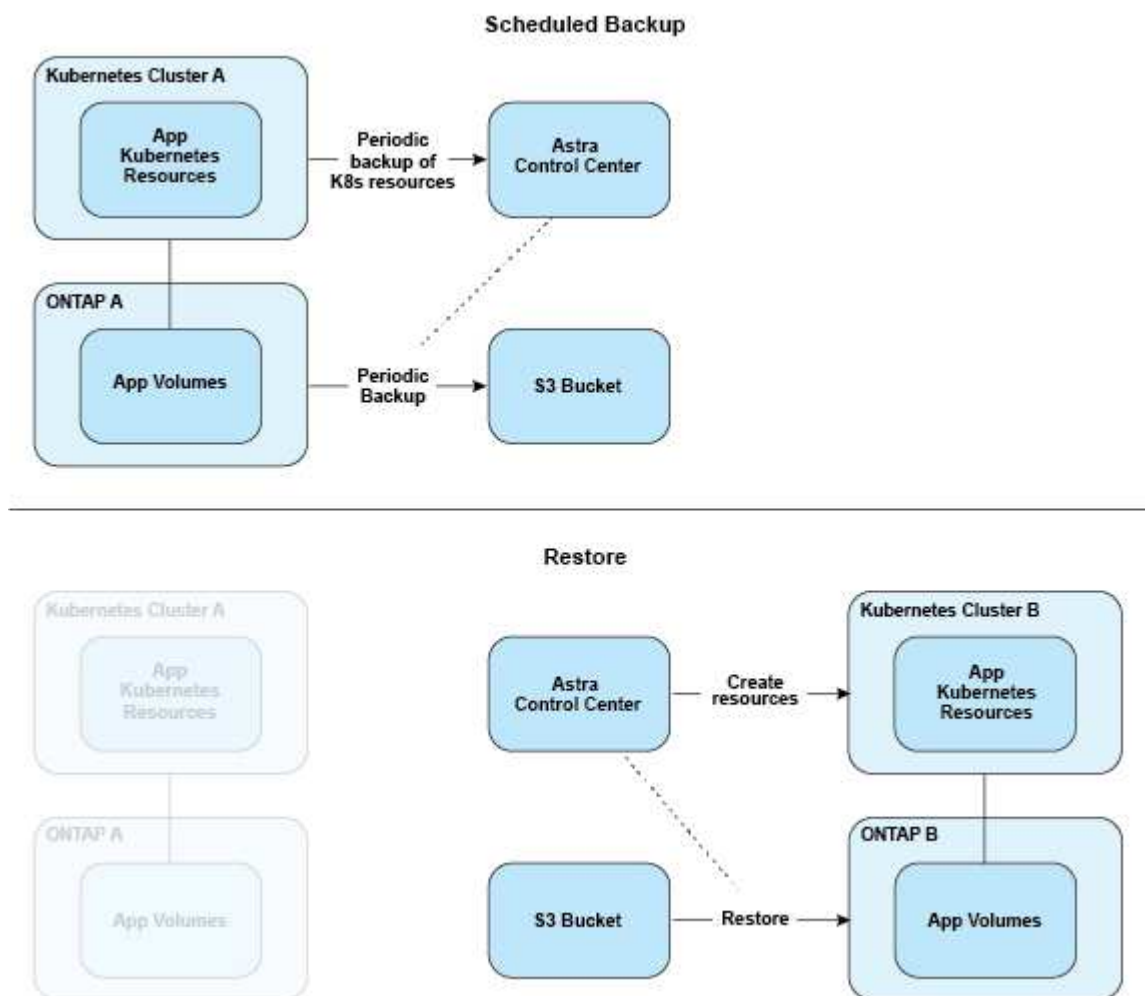 Scheduled Backup
Kubernetes Cluster A
App
Kubernetes
Resources
Periodic
backup of
K8s resources
Astra
Control Center
ONTAP A
App Volumes
Periodic
Backup
S3 Bucket
Restore
Kubernetes Cluster A
App
Kubernetes
Resources
Astra
Control Center
Create
resources
Kubernetes Cluster B
App
Kubernetes
Resources
ONTAP A
App Volumes
S3 Bucket
Restore
ONTAP B
App Volumes